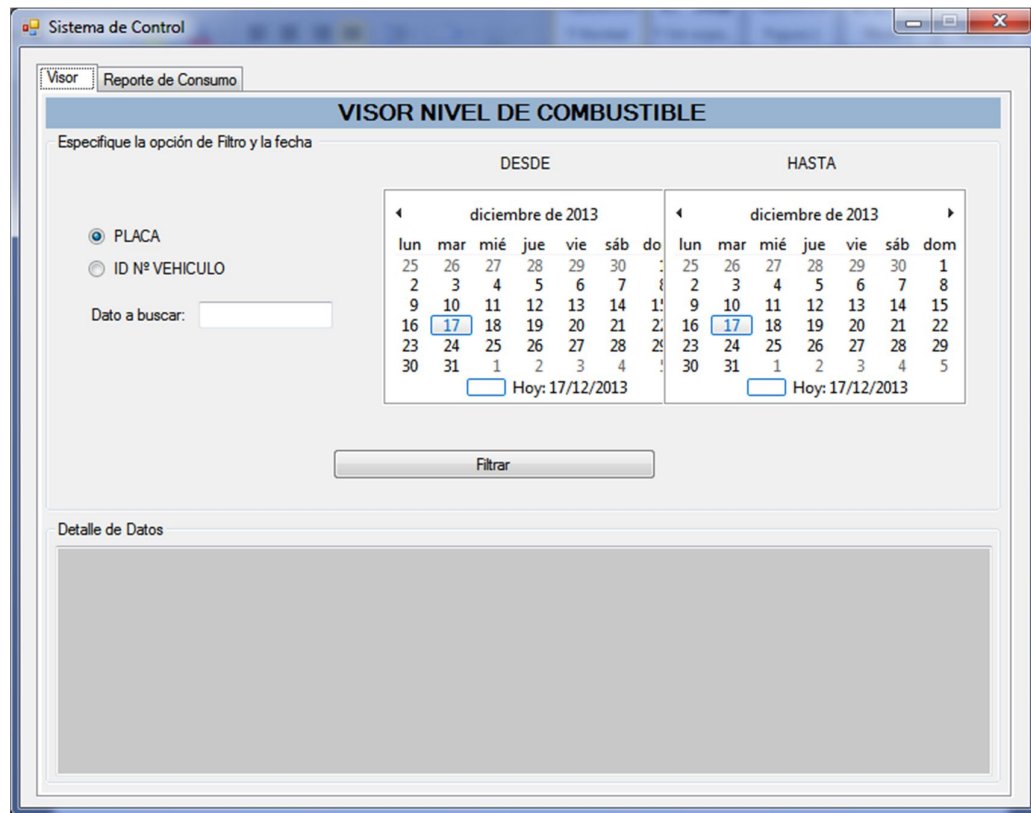 Sistema de Control
Visor Reporte de Consumo
VISOR NIVEL DE COMBUSTIBLE
Especifique la opción de Filtro y la fecha
DESDE HASTA
diciembre de 2013 diciembre de 2013
PLACA
ID Nº VEHICULO
Dato a buscar:
lun mar mié jue vie sáb do lun mar mié jue vie sáb dom
25 26 27 28 29 30 25 26 27 28 29 30 1
2 3 4 5 6 7 2 3 4 5 6 7 8
9 10 11 12 13 14 9 10 11 12 13 14 15
16 17 18 19 20 21 16 17 18 19 20 21 22
23 24 25 26 27 28 23 24 25 26 27 28 29
30 31 1 2 3 4 30 31 1 2 3 4 5
Hoy: 17/12/2013 Hoy: 17/12/2013
Filtrar
Detalle de Datos